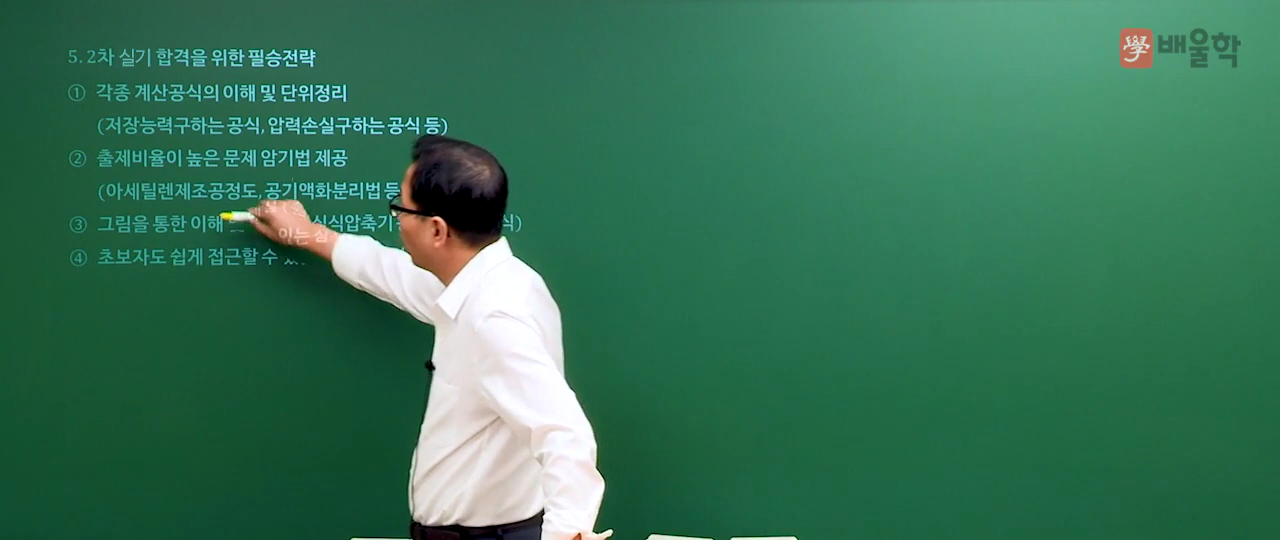 5. 2차 실기 합격을 위한 필승전략
學 배울학
① 각종 계산공식의 이해 및 단위정리
(저장능력구하는 공식, 압력손실구하는 공식 등)
② 출제비율이 높은 문제 암기법 제공
(아세틸렌제조공정도, 공기액화분리법 등
③ 그림을 통한 이해 식압축기 식)
④ 초보자도 쉽게 접근할 수